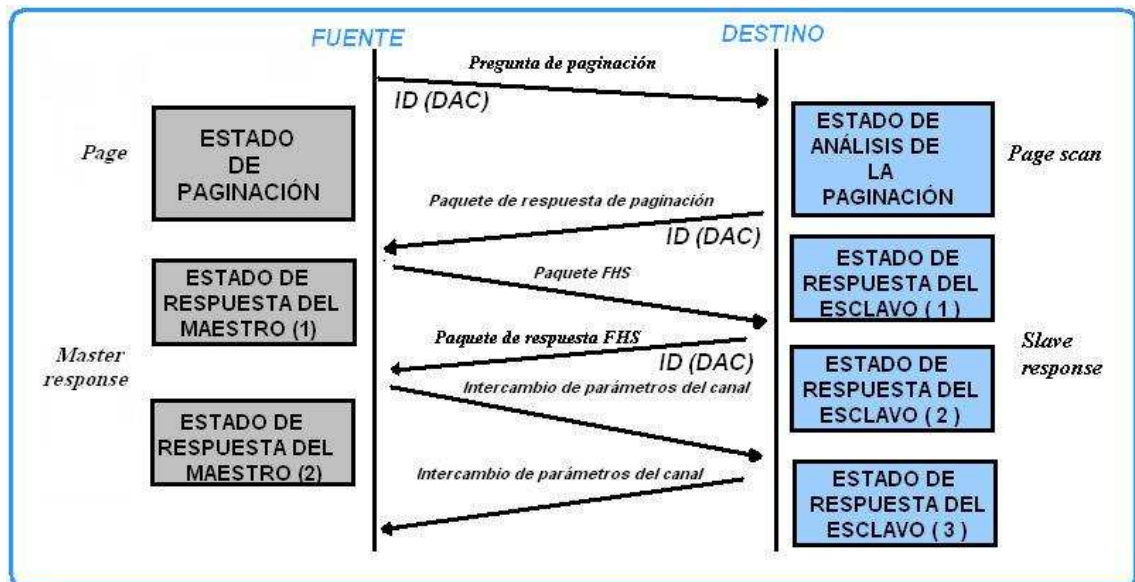 FUENTE
DESTINO
Pregunta de paginación
ID (DAC)
Page
ESTADO
DE
PAGINACIÓN
ESTADO DE
ANÁLISIS DE
LA
PAGINACIÓN
Page scan
Paquete de respuesta de paginación
ID (DAC)
ESTADO DE
RESPUESTA DEL
MAESTRO (1)
Paquete FHS
ESTADO DE
RESPUESTA DEL
ESCLAVO ( 1 )
Master
response
Paquete de respuesta FHS
ID (DAC)
Slave
response
Intercambio de parámetros del canal
ESTADO DE
RESPUESTA DEL
ESCLAVO ( 2 )
ESTADO DE
RESPUESTA DEL
MAESTRO (2)
Intercambio de parámetros del canal
ESTADO DE
RESPUESTA DEL
ESCLAVO ( 3 )